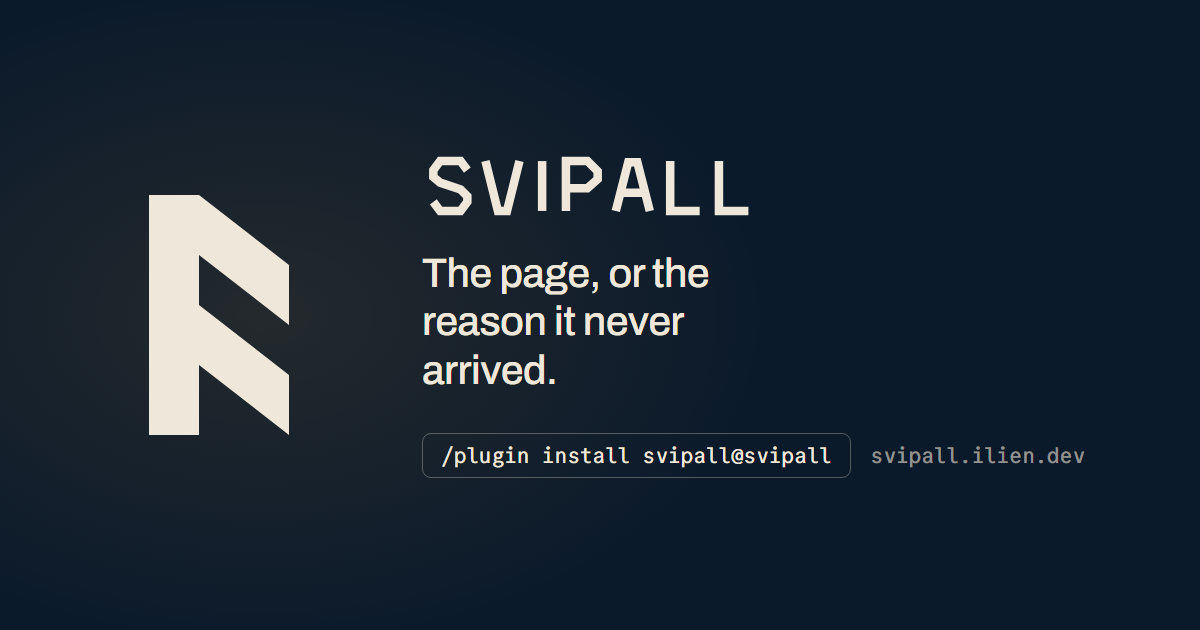 SVIPALL
The page, or the
reason it never
arrived.
/plugin install svipall@svipall
svipall.ilien.dev